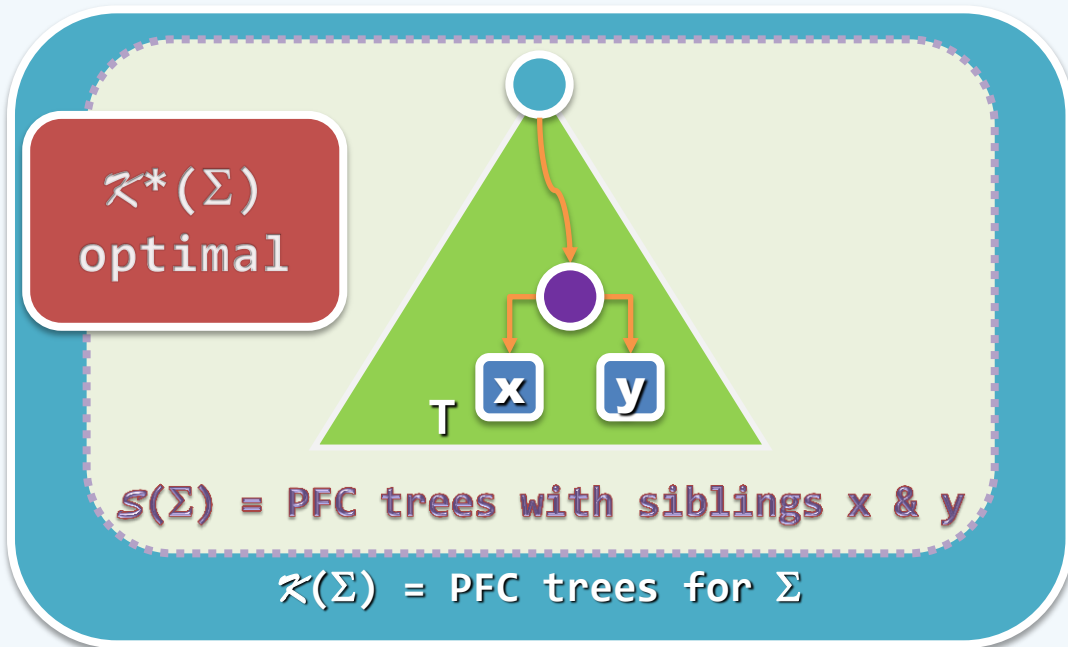 𝒦*(Σ)
optimal
x y
T
𝒮(Σ) = PFC trees with siblings x & y
𝒦(Σ) = PFC trees for Σ